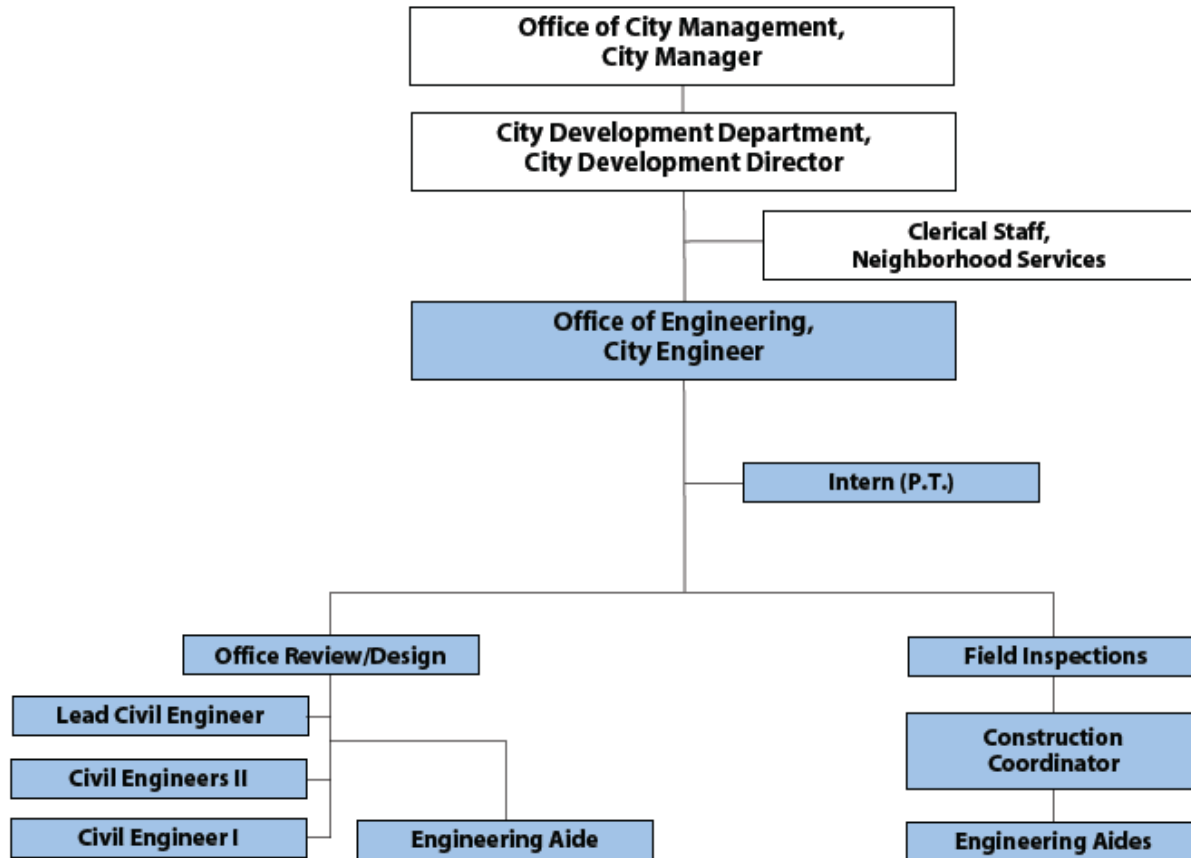 Office of City Management,
City Manager
City Development Department,
City Development Director
Clerical Staff,
Neighborhood Services
Office of Engineering,
City Engineer
Intern (P.T.)
Office Review/Design
Field Inspections
Lead Civil Engineer
Construction
Coordinator
Civil Engineers II
Civil Engineer I
Engineering Aide
Engineering Aides